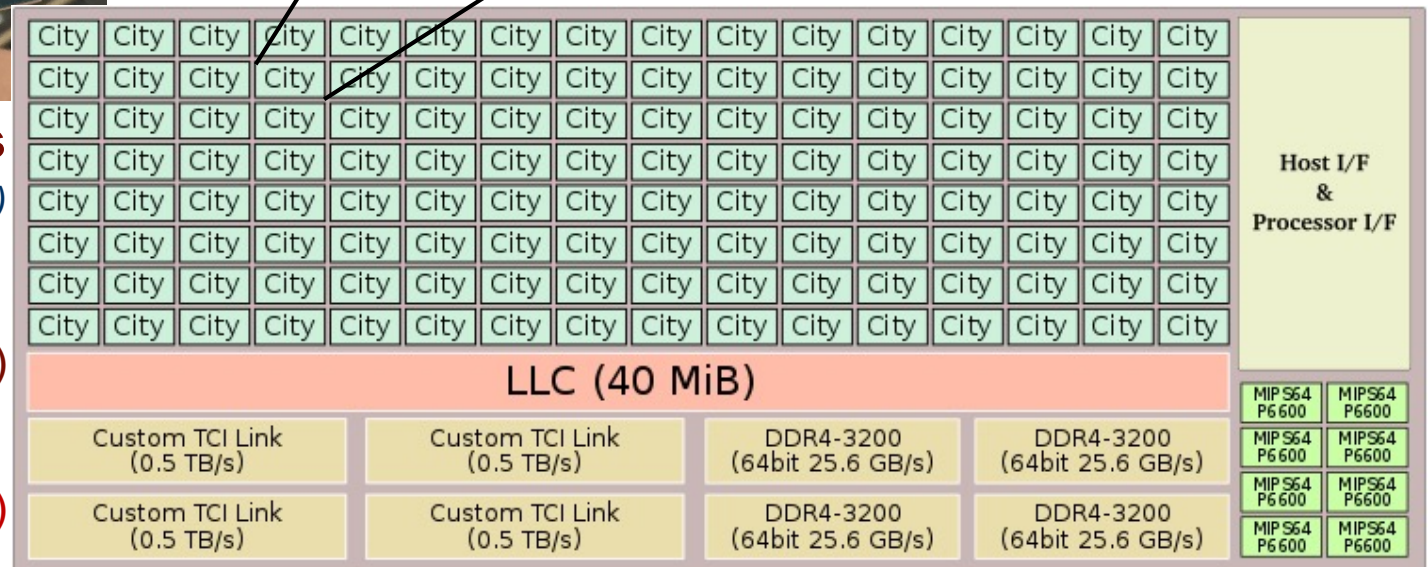 City City City City City City City City City City City City City City City City
City City City City City City City City City City City City City City City City
s City City City City City City City City City City City City City City City City
City City City City City City City City City City City City City City City City
) City City City City City City City City City City City City City City City City
City City City City City City City City City City City City City City City City
City City City City City City City City City City City City City City City City
City City City City City City City City City City City City City City City City
Host I/F
&
Processor I/F
) LLC (40 MiB)
Custom TCI Link Custom TCI Link DDR4-3200 DDR4-3200
(0.5 TB/s) (0.5 TB/s) (64bit 25.6 GB/s) (64bit 25.6 GB/s)
) Custom TCI Link Custom TCI Link DDR4-3200 DDR4-3200
(0.5 TB/s) (0.5 TB/s) (64bit 25.6 GB/s) (64bit 25.6 GB/s)
MIPS64 MIPS64
P6600 P6600
MIPS64 MIPS64
P6600 P6600
MIPS64 MIPS64
P6600 P6600
MIPS64 MIPS64
P6600 P6600